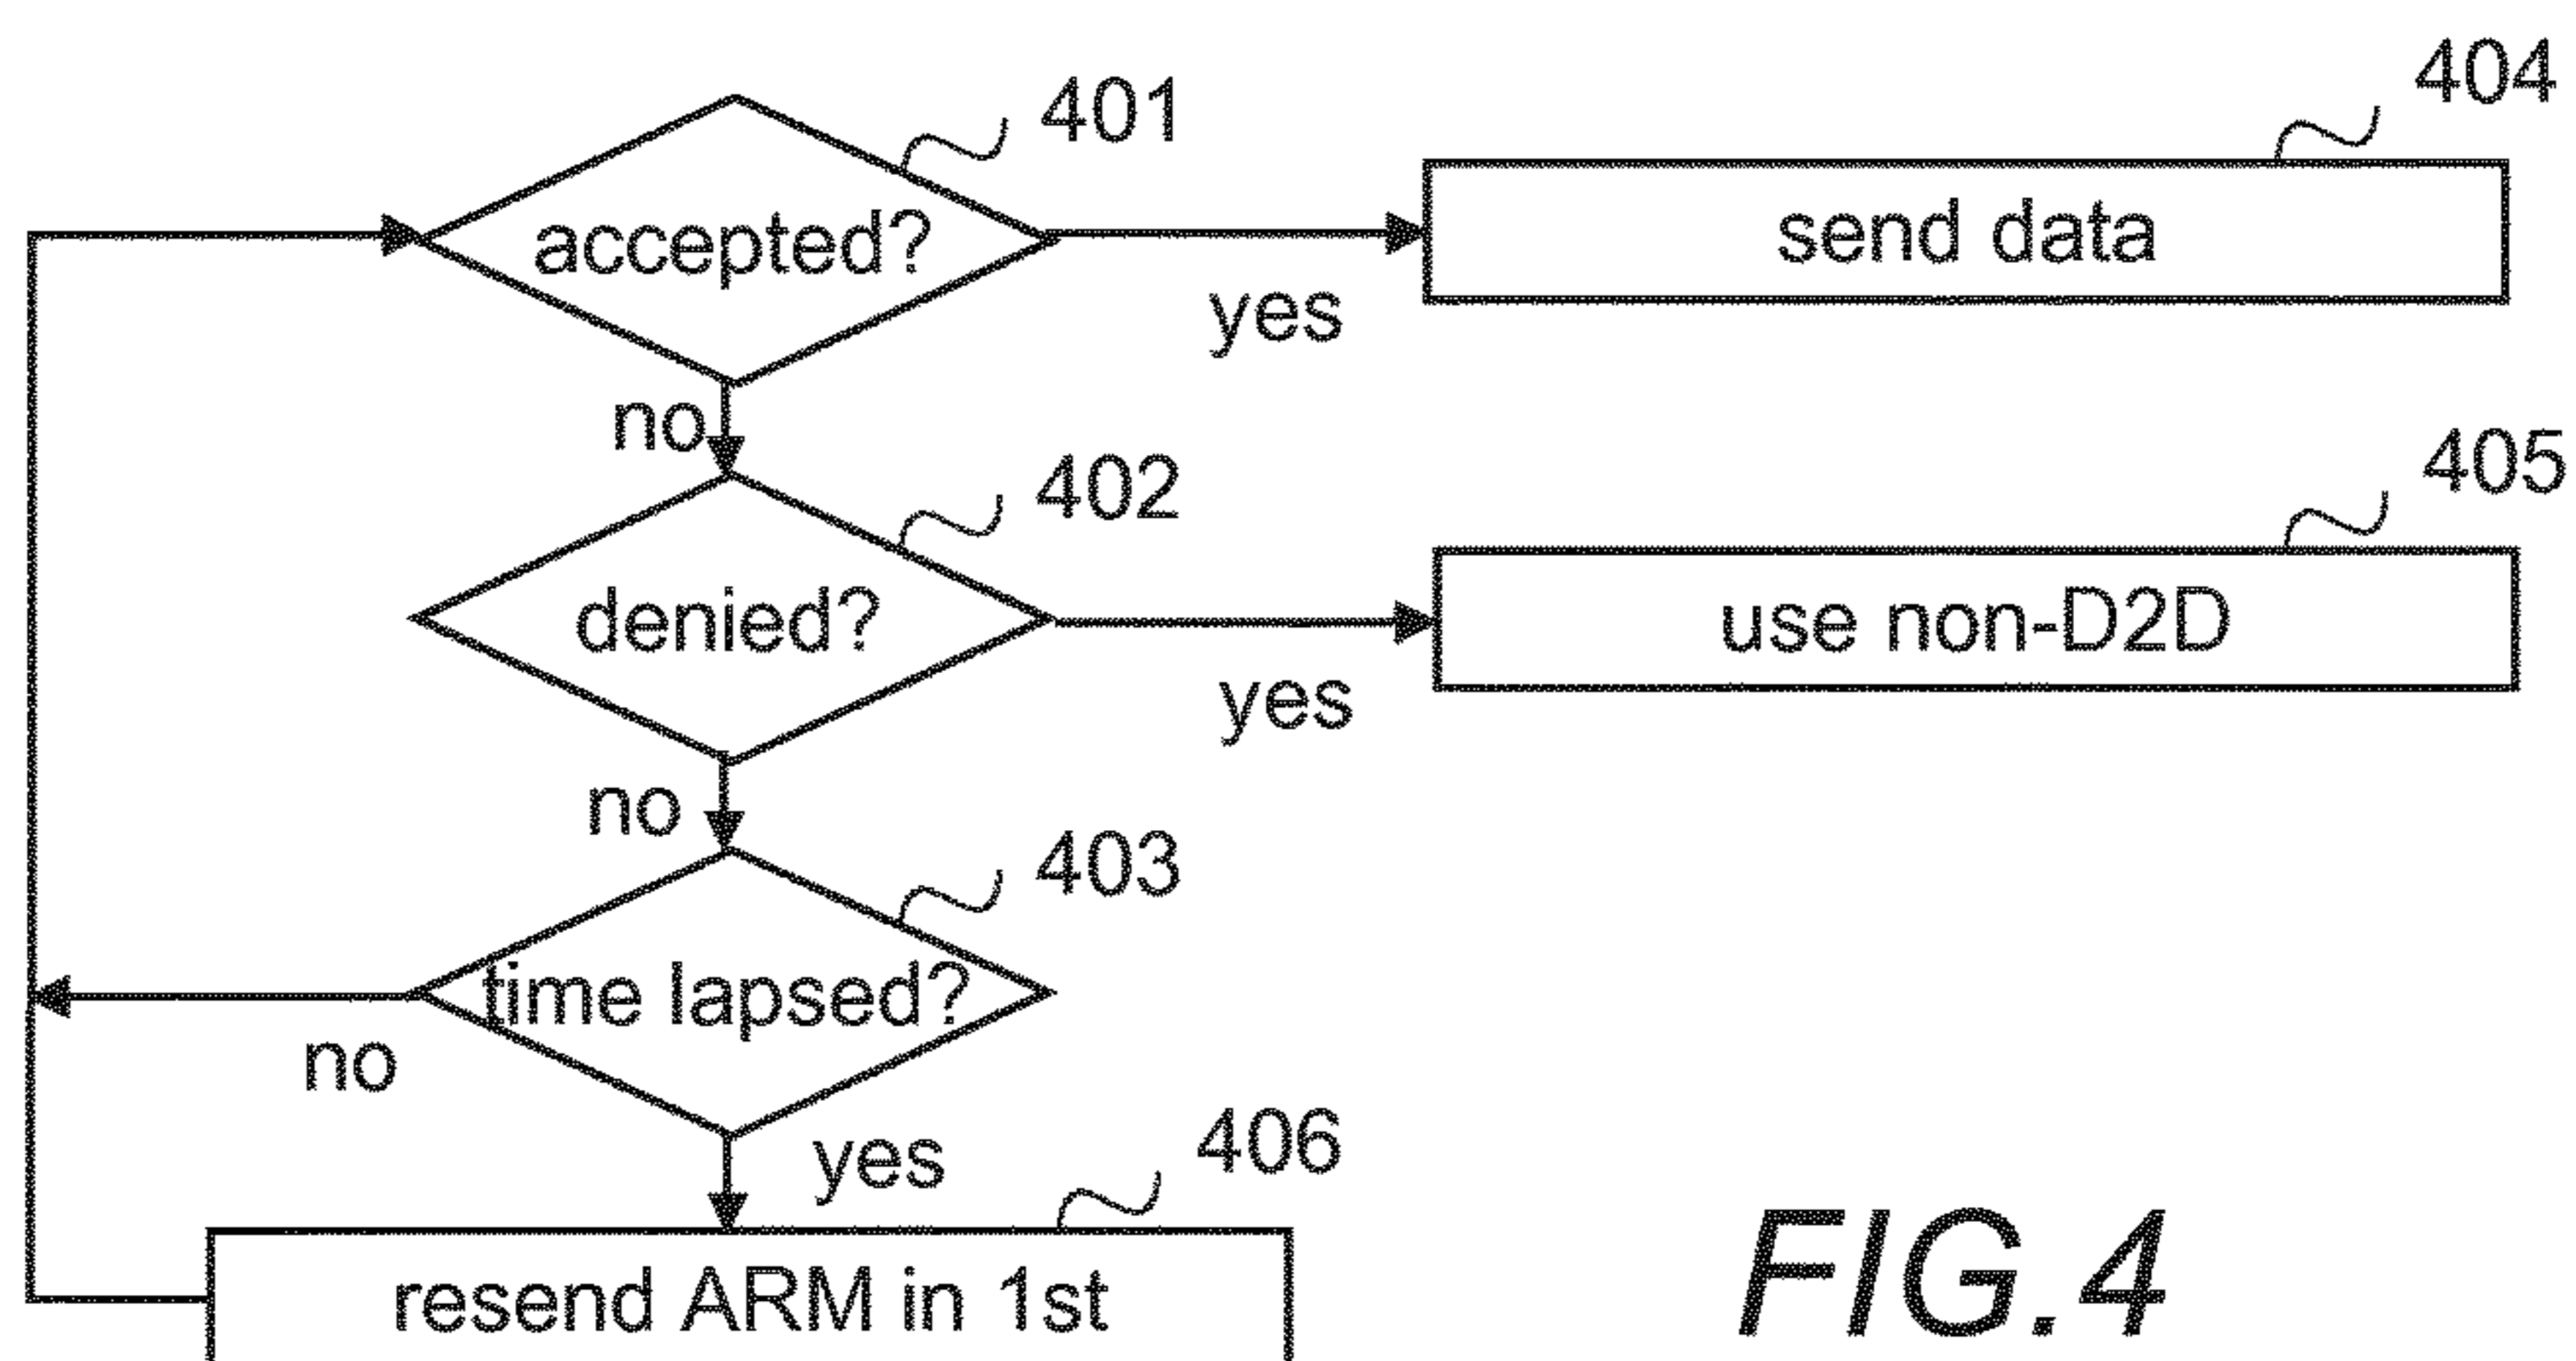 404
401
accepted?
send data
yes
no
405
402
denied?
use non-D2D
yes
no
403
time lapsed?
no
yes
406
resend ARM in 1st
FIG.4